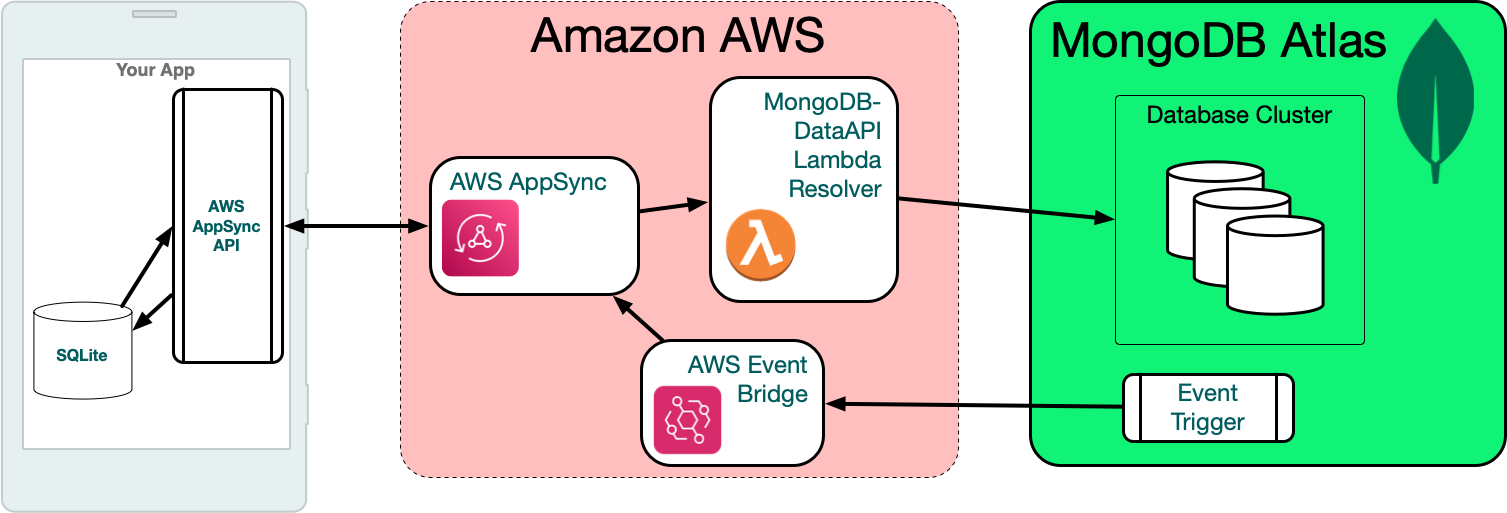 Your App
AWS
AppSync
API
SQLite
Amazon AWS
AWS AppSync
MongoDB-
DataAPI
Lambda
Resolver
AWS Event
Bridge
MongoDB Atlas
Database Cluster
Event
Trigger